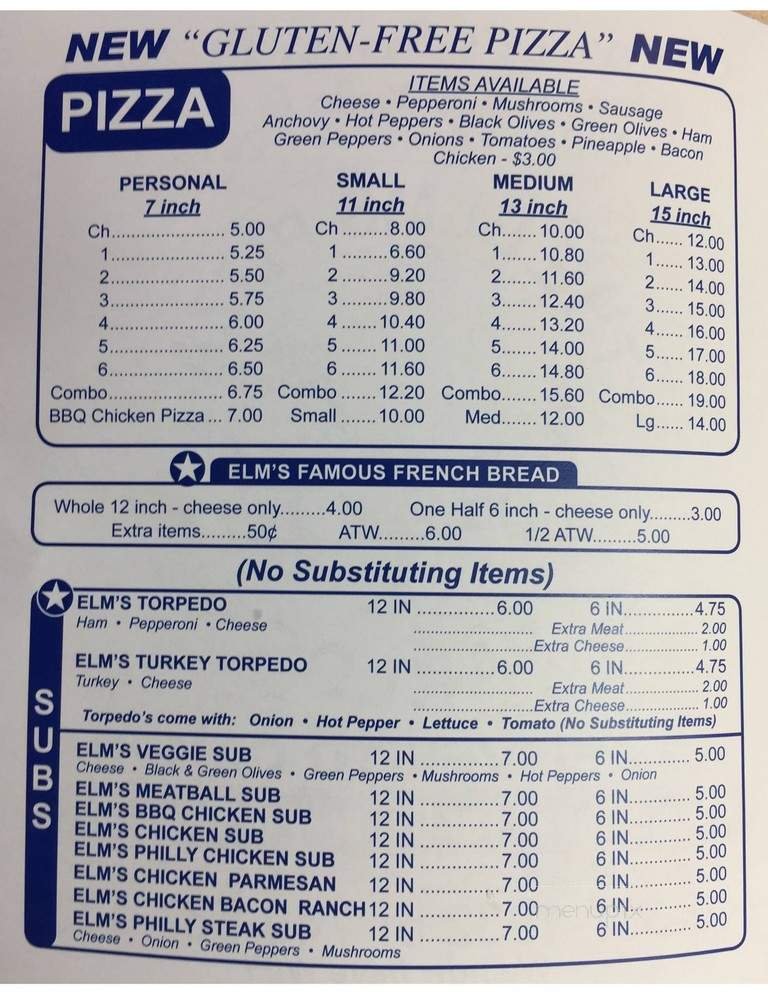 NEW “GLUTEN-FREE PIZZA” NEW
PIZZA
ITEMS AVAILABLE
Cheese • Pepperoni • Mushrooms • Sausage
Anchovy • Hot Peppers • Black Olives • Green Olives • Ham
Green Peppers • Onions • Tomatoes • Pineapple • Bacon
Chicken - $3.00
PERSONAL SMALL MEDIUM LARGE
7 inch 11 inch 13 inch 15 inch
Ch....................... 5.00 Ch .........8.00 Ch....... 10.00 Ch...... 12.00
1......................... 5.25 1 .........6.60 1....... 10.80 1...... 13.00
2......................... 5.50 2 .........9.20 2....... 11.60 2...... 14.00
3......................... 5.75 3 .........9.80 3....... 12.40 3...... 15.00
4......................... 6.00 4 ....... 10.40 4....... 13.20 4...... 16.00
5......................... 6.25 5 ....... 11.00 5....... 14.00 5...... 17.00
6......................... 6.50 6 ....... 11.60 6....... 14.80 6...... 18.00
Combo....................... 6.75 Combo ....... 12.20 Combo....... 15.60 Combo...... 19.00
BBQ Chicken Pizza ... 7.00 Small ....... 10.00 Med....... 12.00 Lg...... 14.00
ELM'S FAMOUS FRENCH BREAD
Whole 12 inch - cheese only.........4.00 One Half 6 inch - cheese only.........3.00
Extra items.........50¢ ATW.........6.00 1/2 ATW.........5.00
(No Substituting Items)
SUBS
ELM'S TORPEDO 12 IN ...............6.00 6 IN..............4.75
Ham • Pepperoni • Cheese Extra Meat.................... 2.00
Extra Cheese.................... 1.00
ELM'S TURKEY TORPEDO 12 IN ...............6.00 6 IN..............4.75
Turkey • Cheese Extra Meat.................... 2.00
Extra Cheese.................... 1.00
Torpedo's come with: Onion • Hot Pepper • Lettuce • Tomato (No Substituting Items)
ELM'S VEGGIE SUB 12 IN ...............7.00 6 IN............. 5.00
Cheese • Black & Green Olives • Green Peppers • Mushrooms • Hot Peppers • Onion
ELM'S MEATBALL SUB 12 IN ...............7.00 6 IN............. 5.00
ELM'S BBQ CHICKEN SUB 12 IN ...............7.00 6 IN............. 5.00
ELM'S CHICKEN SUB 12 IN ...............7.00 6 IN............. 5.00
ELM'S PHILLY CHICKEN SUB 12 IN ...............7.00 6 IN............. 5.00
ELM'S CHICKEN PARMESAN 12 IN ...............7.00 6 IN............. 5.00
ELM'S CHICKEN BACON RANCH 12 IN ...............7.00 6 IN............. 5.00
ELM'S PHILLY STEAK SUB 12 IN ...............7.00 6 IN............. 5.00
Cheese • Onion • Green Peppers • Mushrooms